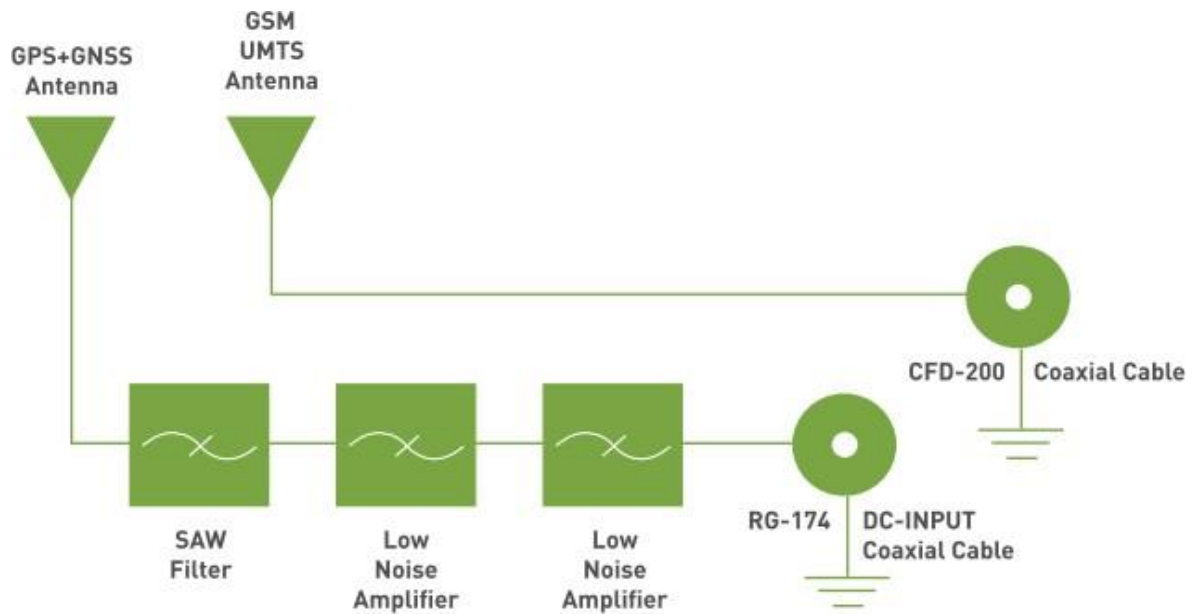 GPS+GNSS
Antenna
GSM
UMTS
Antenna
CFD-200 Coaxial Cable
RG-174 DC-INPUT
Coaxial Cable
SAW
Filter
Low
Noise
Amplifier
Low
Noise
Amplifier